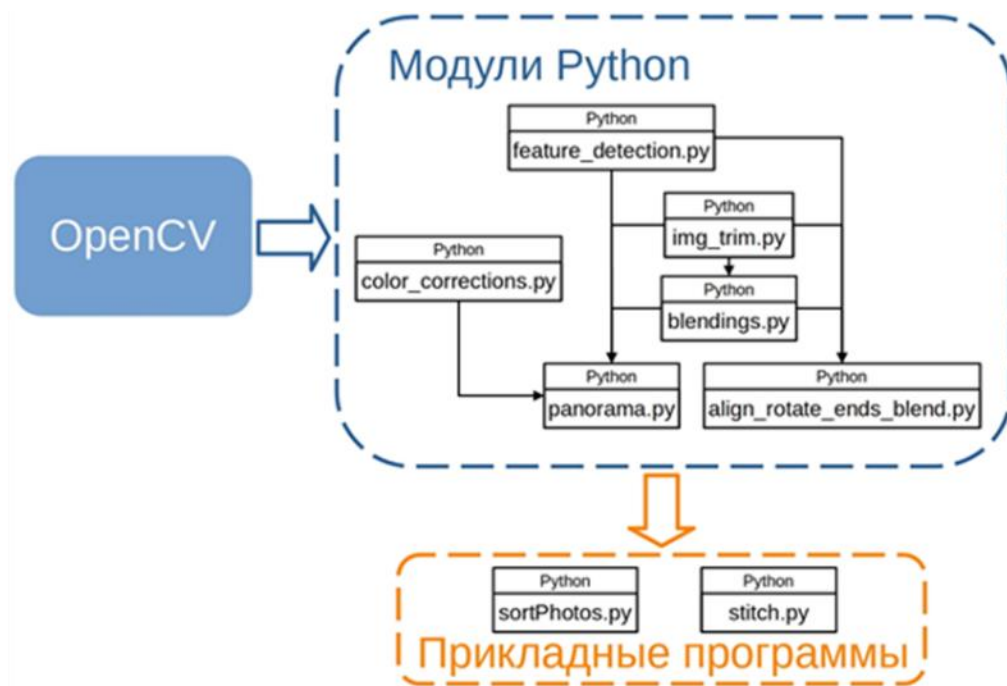 Модули Python
Python
feature_detection.py
OpenCV
Python
img_trim.py
Python
color_corrections.py
Python
blendings.py
Python
panorama.py
Python
align_rotate_ends_blend.py
Python
sortPhotos.py
Python
stitch.py
Прикладные программы